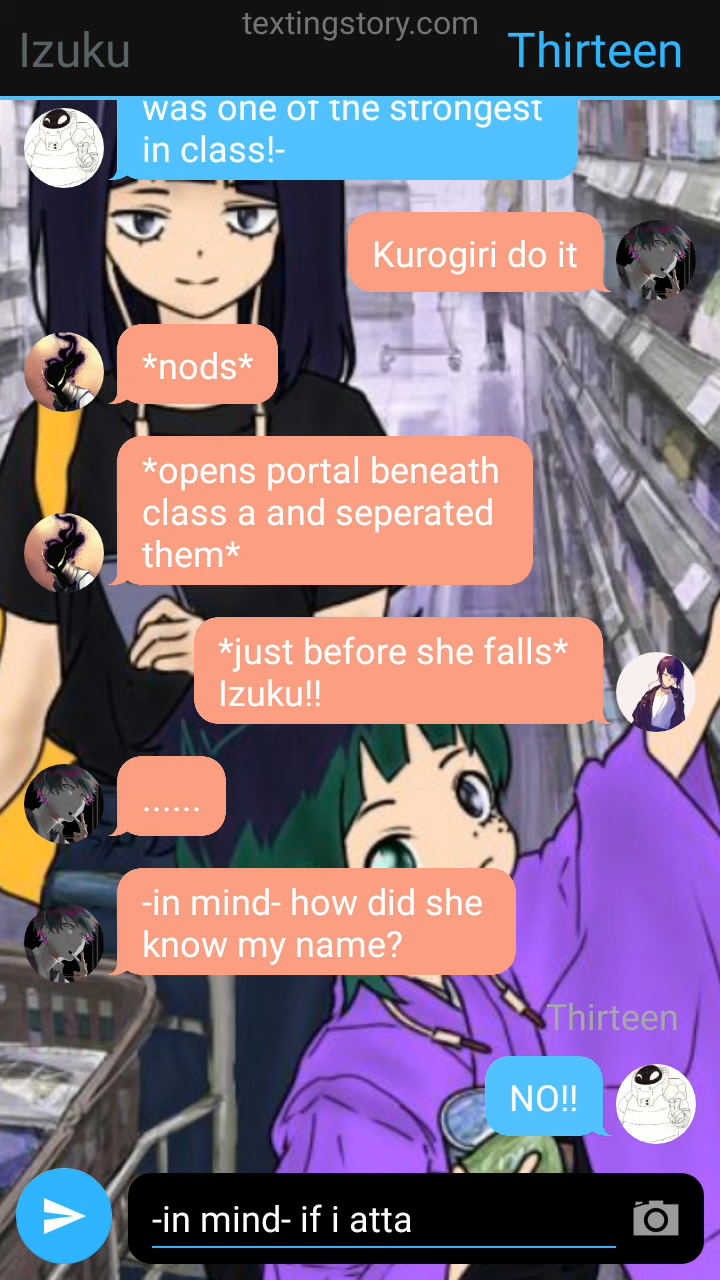 textingstory.com
Izuku
Thirteen
was one of the strongest
in class!-
Kurogiri do it
*nods*
*opens portal beneath
class a and seperated
them*
*just before she falls*
Izuku!!
......
-in mind- how did she
know my name?
Thirteen
NO!!
-in mind- if i atta